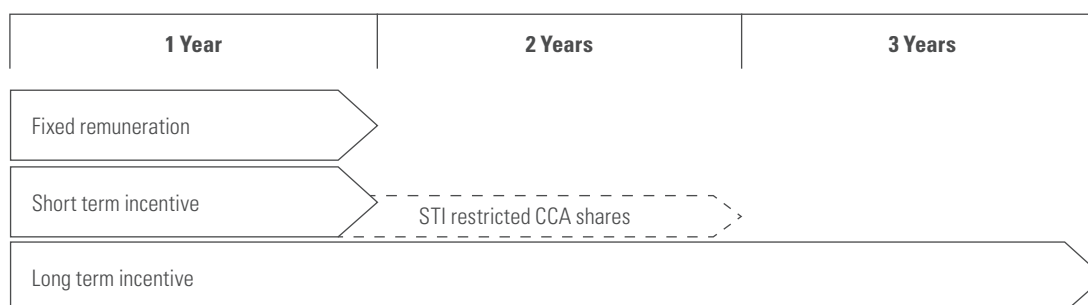 1 Year 2 Years 3 Years
Fixed remuneration
Short term incentive
STI restricted CCA shares
Long term incentive